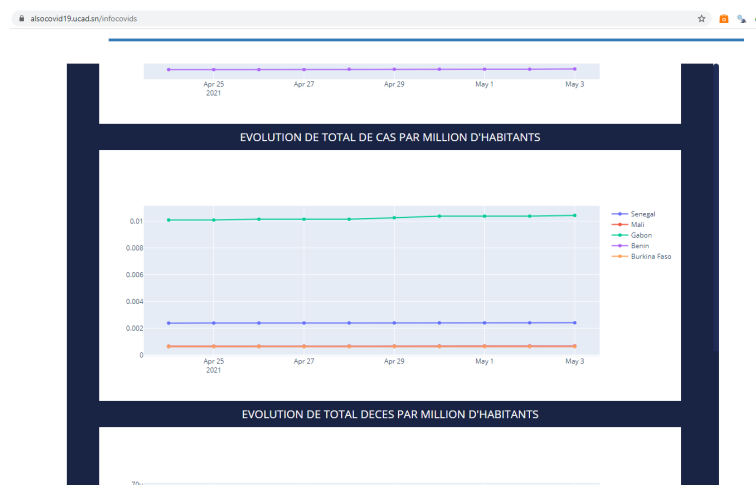 alsocovid19.ucad.sn/infocovids
Apr 25 Apr 27 Apr 29 May 1 May 3
2021
EVOLUTION DE TOTAL DE CAS PAR MILLION D'HABITANTS
0.01
0.008
0.006
0.004
0.002
0
Senegal
Mali
Gabon
Benin
Burkina Faso
Apr 25 Apr 27 Apr 29 May 1 May 3
2021
EVOLUTION DE TOTAL DECES PAR MILLION D'HABITANTS